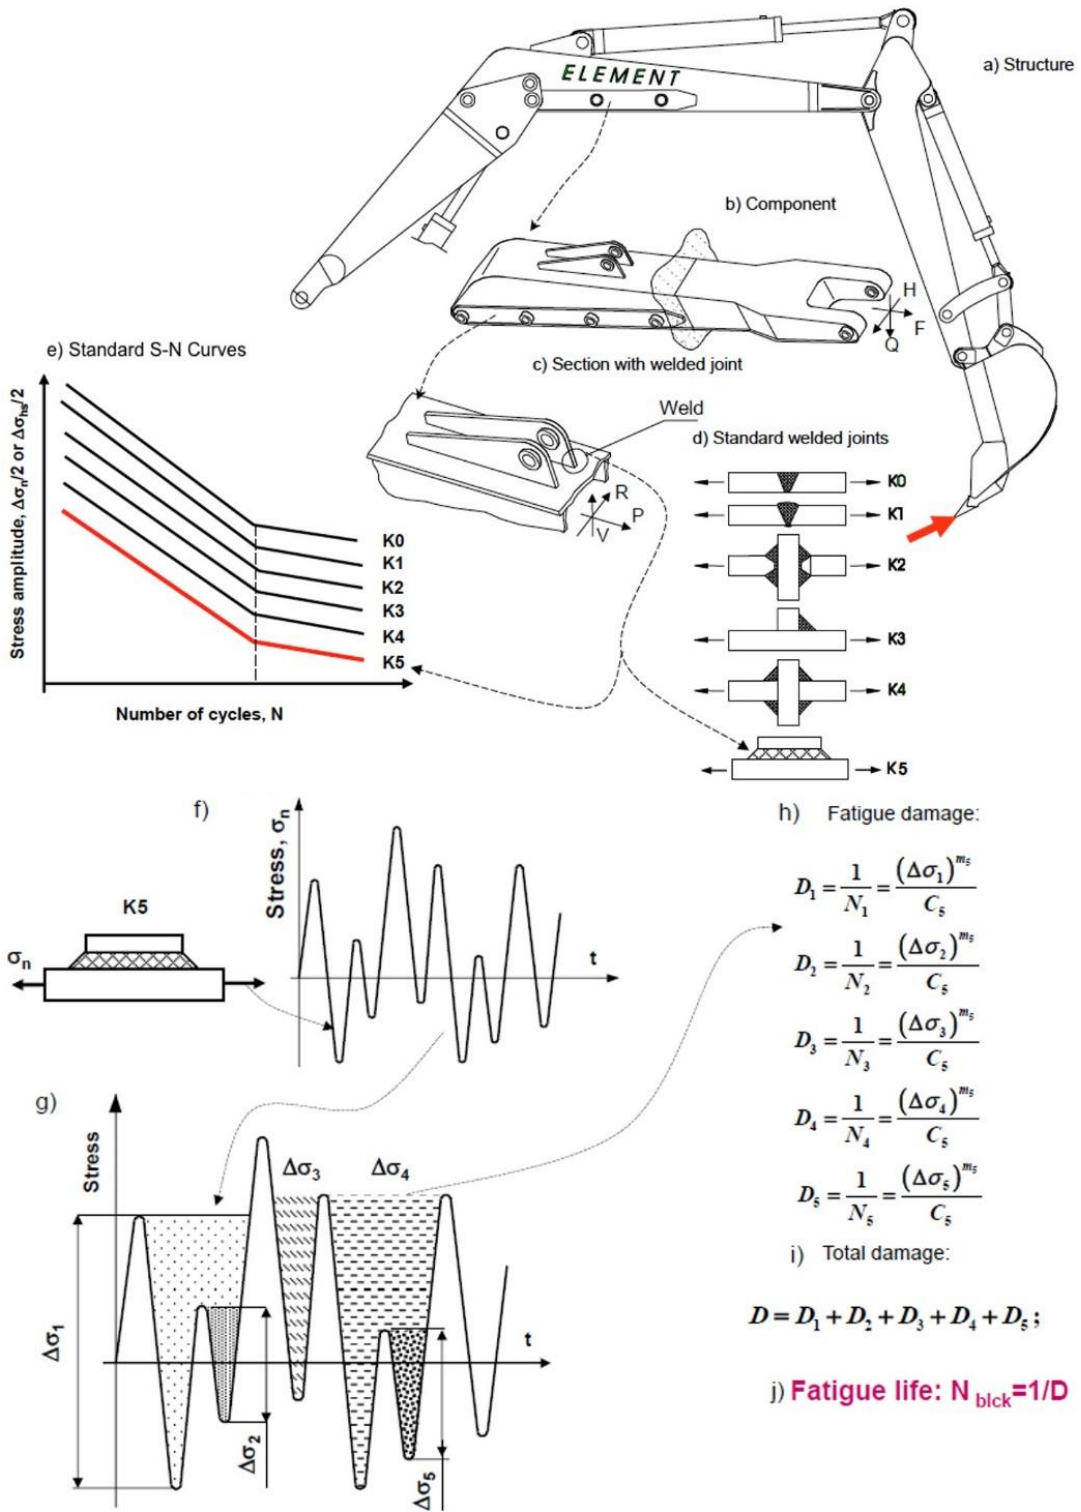 a) Structure
ELEMENT
b) Component
H
F
Q
c) Section with welded joint
e) Standard S-N Curves
Stress amplitude, Δσn/2 or Δσhs/2
K0
K1
K2
K3
K4
K5
Number of cycles, N
Weld
R
P
V
d) Standard welded joints
K0
K1
K2
K3
K4
K5
f)
K5
σn
Stress, σn
t
g)
Stress
Δσ1
Δσ2
Δσ3
Δσ4
Δσ5
t
h) Fatigue damage:
D1 = 1/N1 = (Δσ1)^m5/C5
D2 = 1/N2 = (Δσ2)^m5/C5
D3 = 1/N3 = (Δσ3)^m5/C5
D4 = 1/N4 = (Δσ4)^m5/C5
D5 = 1/N5 = (Δσ5)^m5/C5
i) Total damage:
D = D1 + D2 + D3 + D4 + D5 ;
j) Fatigue life: N blck=1/D